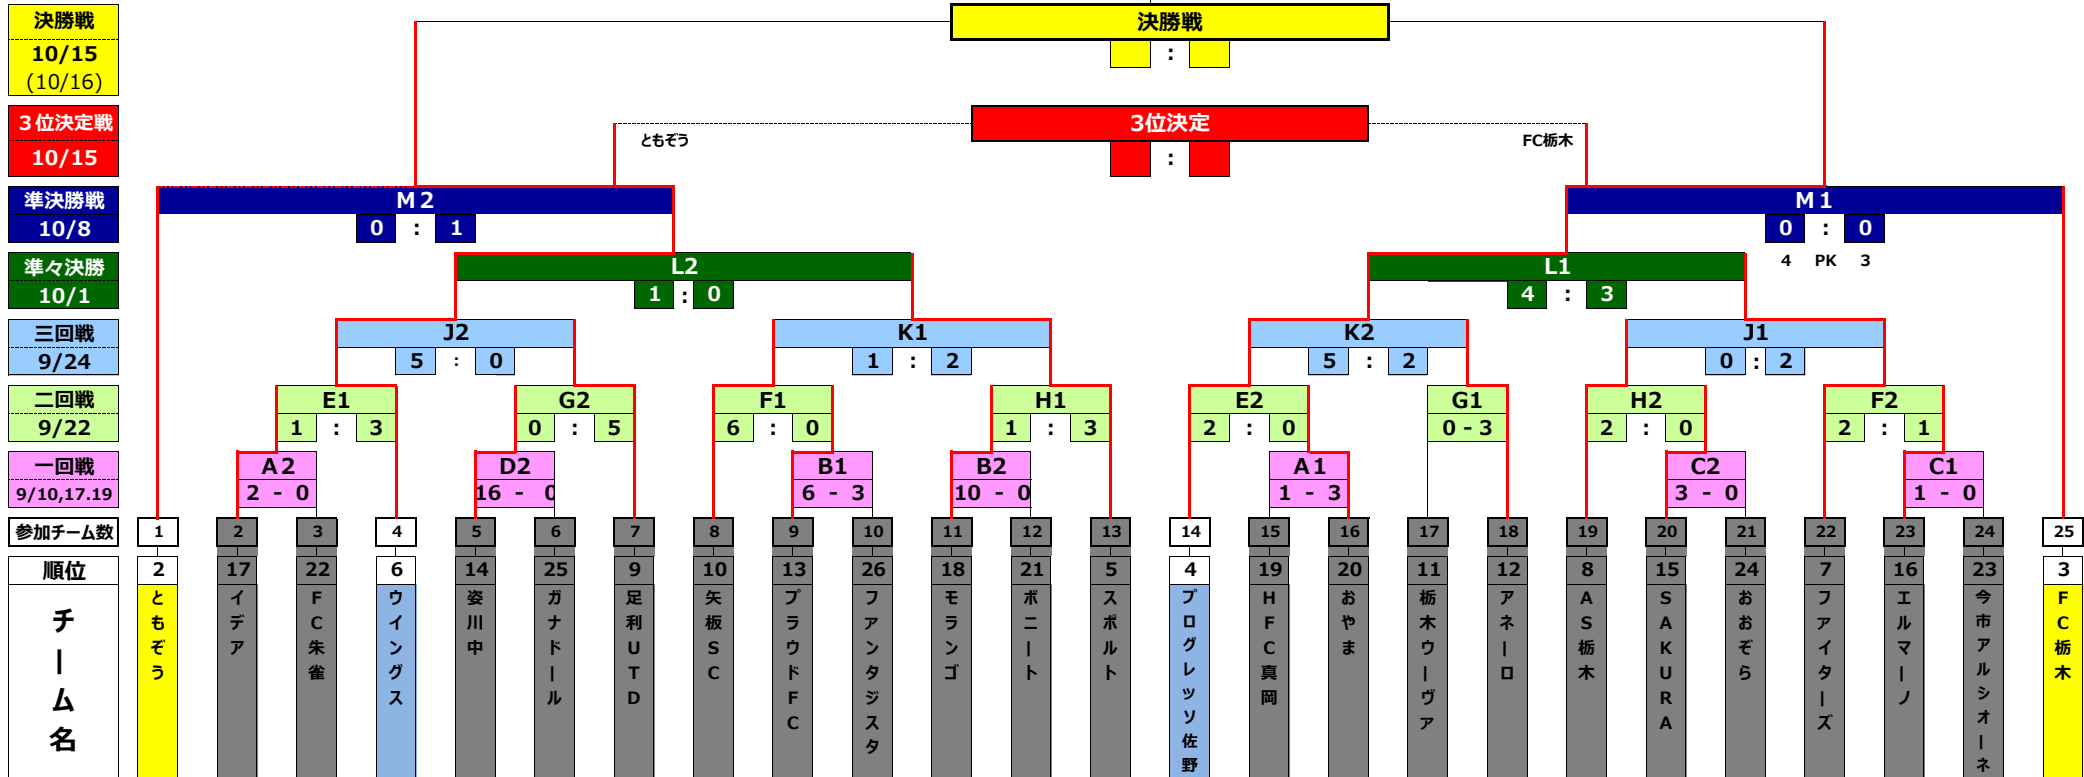 決勝戦
10/15
(10/16)
決勝戦
:
３位決定戦
10/15
ともぞう
3位決定
:
FC栃木
準決勝戦
10/8
M 2
0 : 1
M 1
0 : 0
4 PK 3
準々決勝
10/1
L2
1 : 0
L1
4 : 3
三回戦
9/24
J2
5 : 0
K1
1 : 2
K2
5 : 2
J1
0 : 2
二回戦
9/22
E1
1 : 3
G2
0 : 5
F1
6 : 0
H1
1 : 3
E2
2 : 0
G1
0 - 3
H2
2 : 0
F2
2 : 1
一回戦
9/10,17.19
A 2
2 - 0
D2
16 - 0
B1
6 - 3
B2
10 - 0
A 1
1 - 3
C2
3 - 0
C1
1 - 0
参加チーム数 1 2 3 4 5 6 7 8 9 10 11 12 13 14 15 16 17 18 19 20 21 22 23 24 25
順位 2 17 22 6 14 25 9 10 13 26 18 21 5 4 19 20 11 12 8 15 24 7 16 23 3
チーム名
ともぞう
イデア
FC朱雀
ウイングス
姿川中
ガナドール
足利UTD
矢板SC
プラウドFC
ファンタジスタ
モランゴ
ボニート
スポルト
プログレッソ佐野
HFC真岡
おやま
栃木ウーヴァ
アネーロ
AS栃木
SAKURA
おおぞら
ファイターズ
エルマーノ
今市アルシオーネ
FC栃木